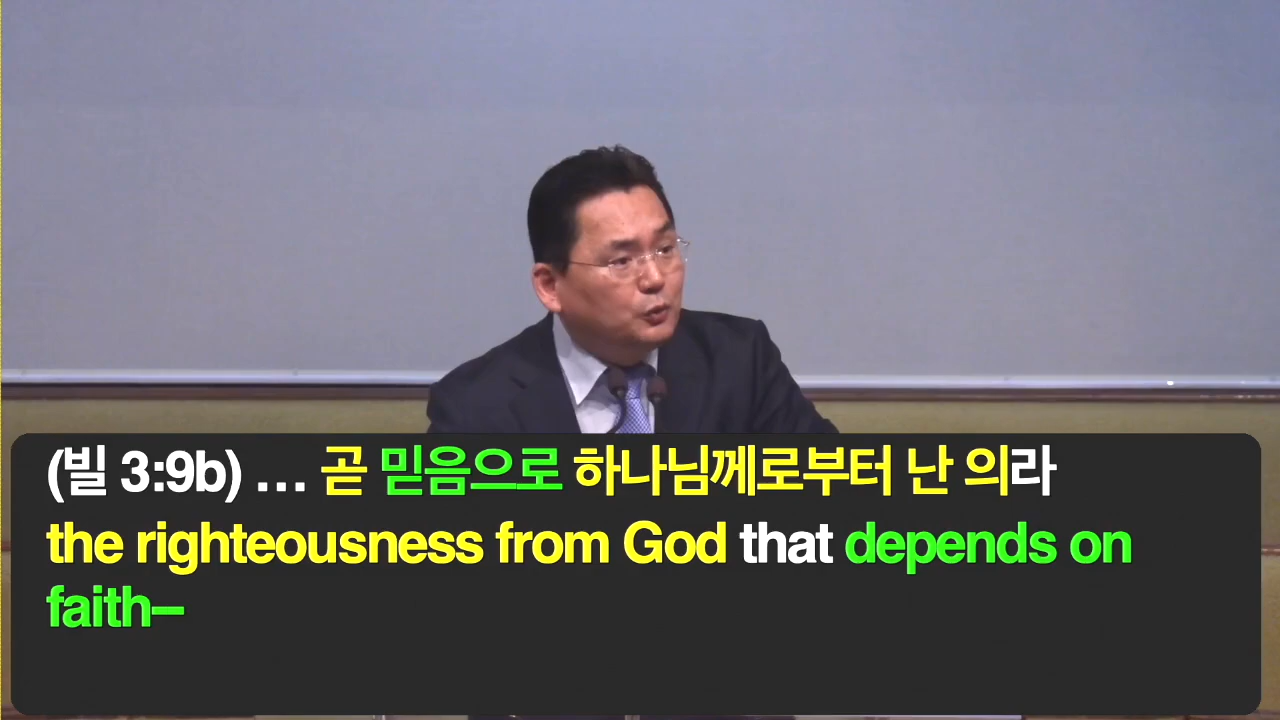 (빌 3:9b) … 곧 믿음으로 하나님께로부터 난 의라
the righteousness from God that depends on
faith–